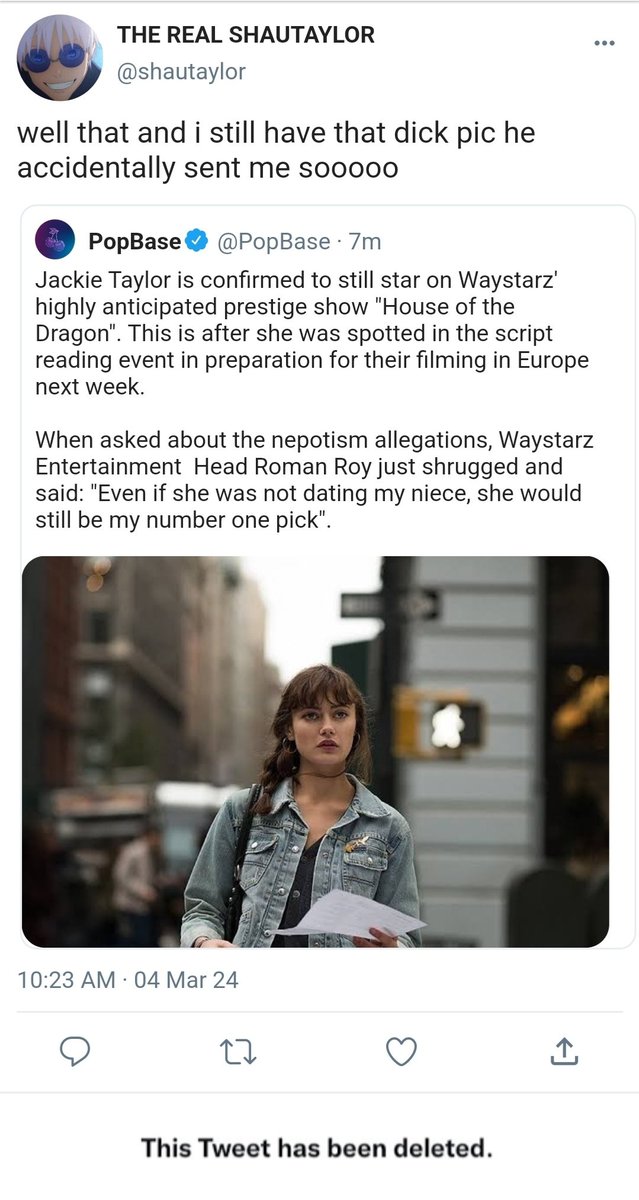 THE REAL SHAUTAYLOR
@shautaylor
well that and i still have that dick pic he
accidentally sent me sooooo
PopBase @PopBase · 7m
Jackie Taylor is confirmed to still star on Waystarz'
highly anticipated prestige show "House of the
Dragon". This is after she was spotted in the script
reading event in preparation for their filming in Europe
next week.
When asked about the nepotism allegations, Waystarz
Entertainment  Head Roman Roy just shrugged and
said: "Even if she was not dating my niece, she would
still be my number one pick".
10:23 AM · 04 Mar 24
This Tweet has been deleted.